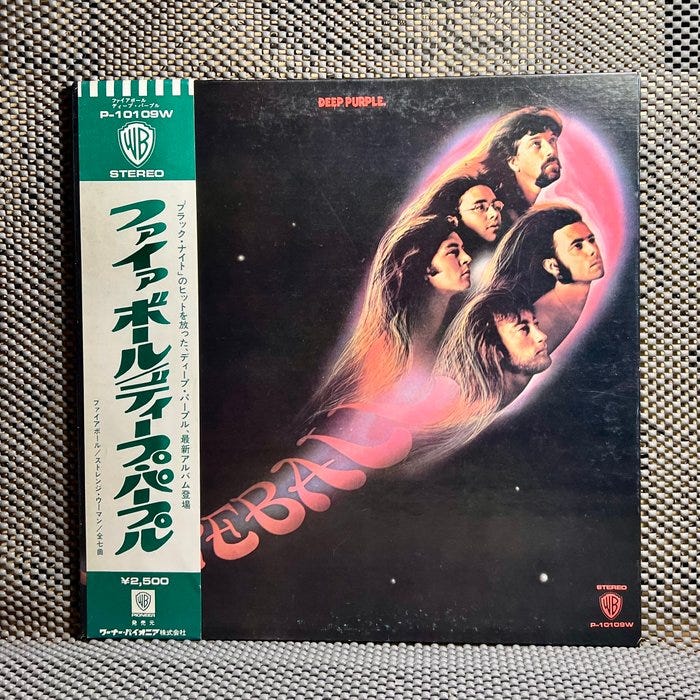 ファイアボール
ディープ・パープル
P-10109W
WB
STEREO
ファイアボール/ディープ・パープル
「ブラック・ナイト」のヒットを放った、ディープ・パープル、最新アルバム登場
ファイアボール/ストレンジ・ウーマン/全七曲
¥2,500
WB
PIONEER
発売元
ワーナー・パイオニア株式会社
DEEP PURPLE.
EBALL
STEREO
WB
P-10109W